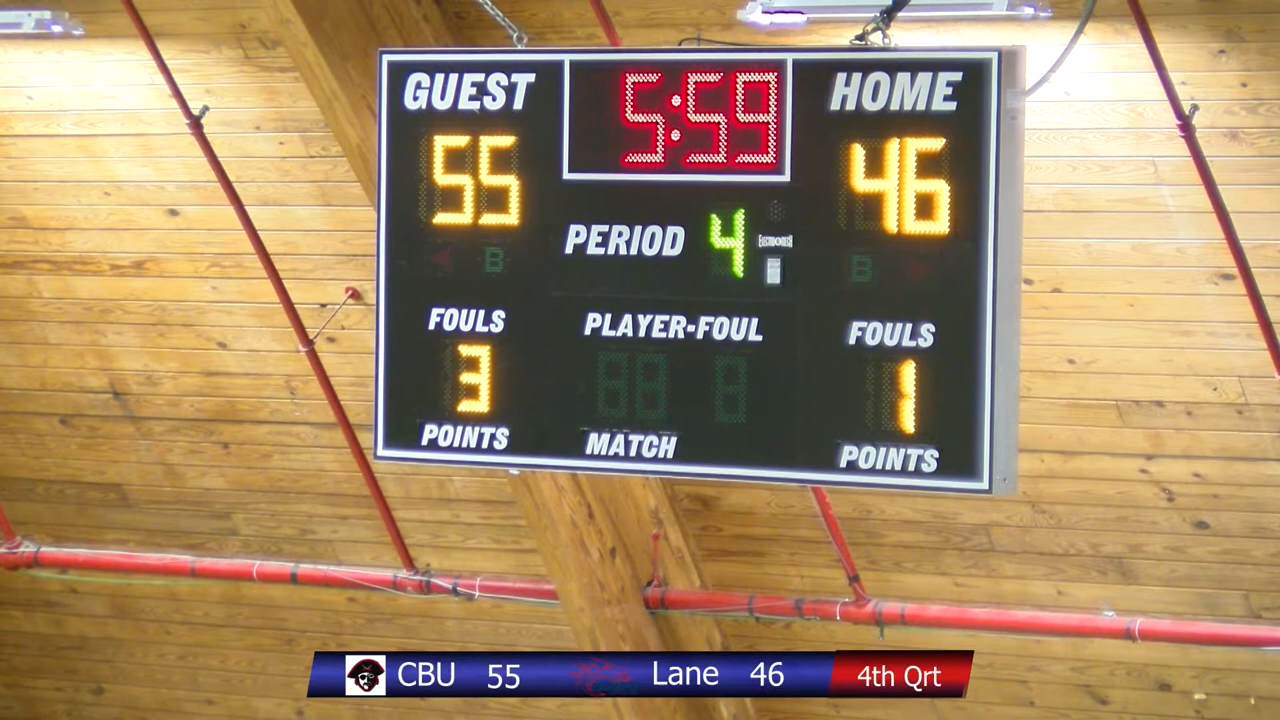 GUEST 5:59 HOME
55 46
PERIOD 4
B B
FOULS PLAYER-FOUL FOULS
3 1
POINTS MATCH POINTS
CBU 55 Lane 46 4th Qrt